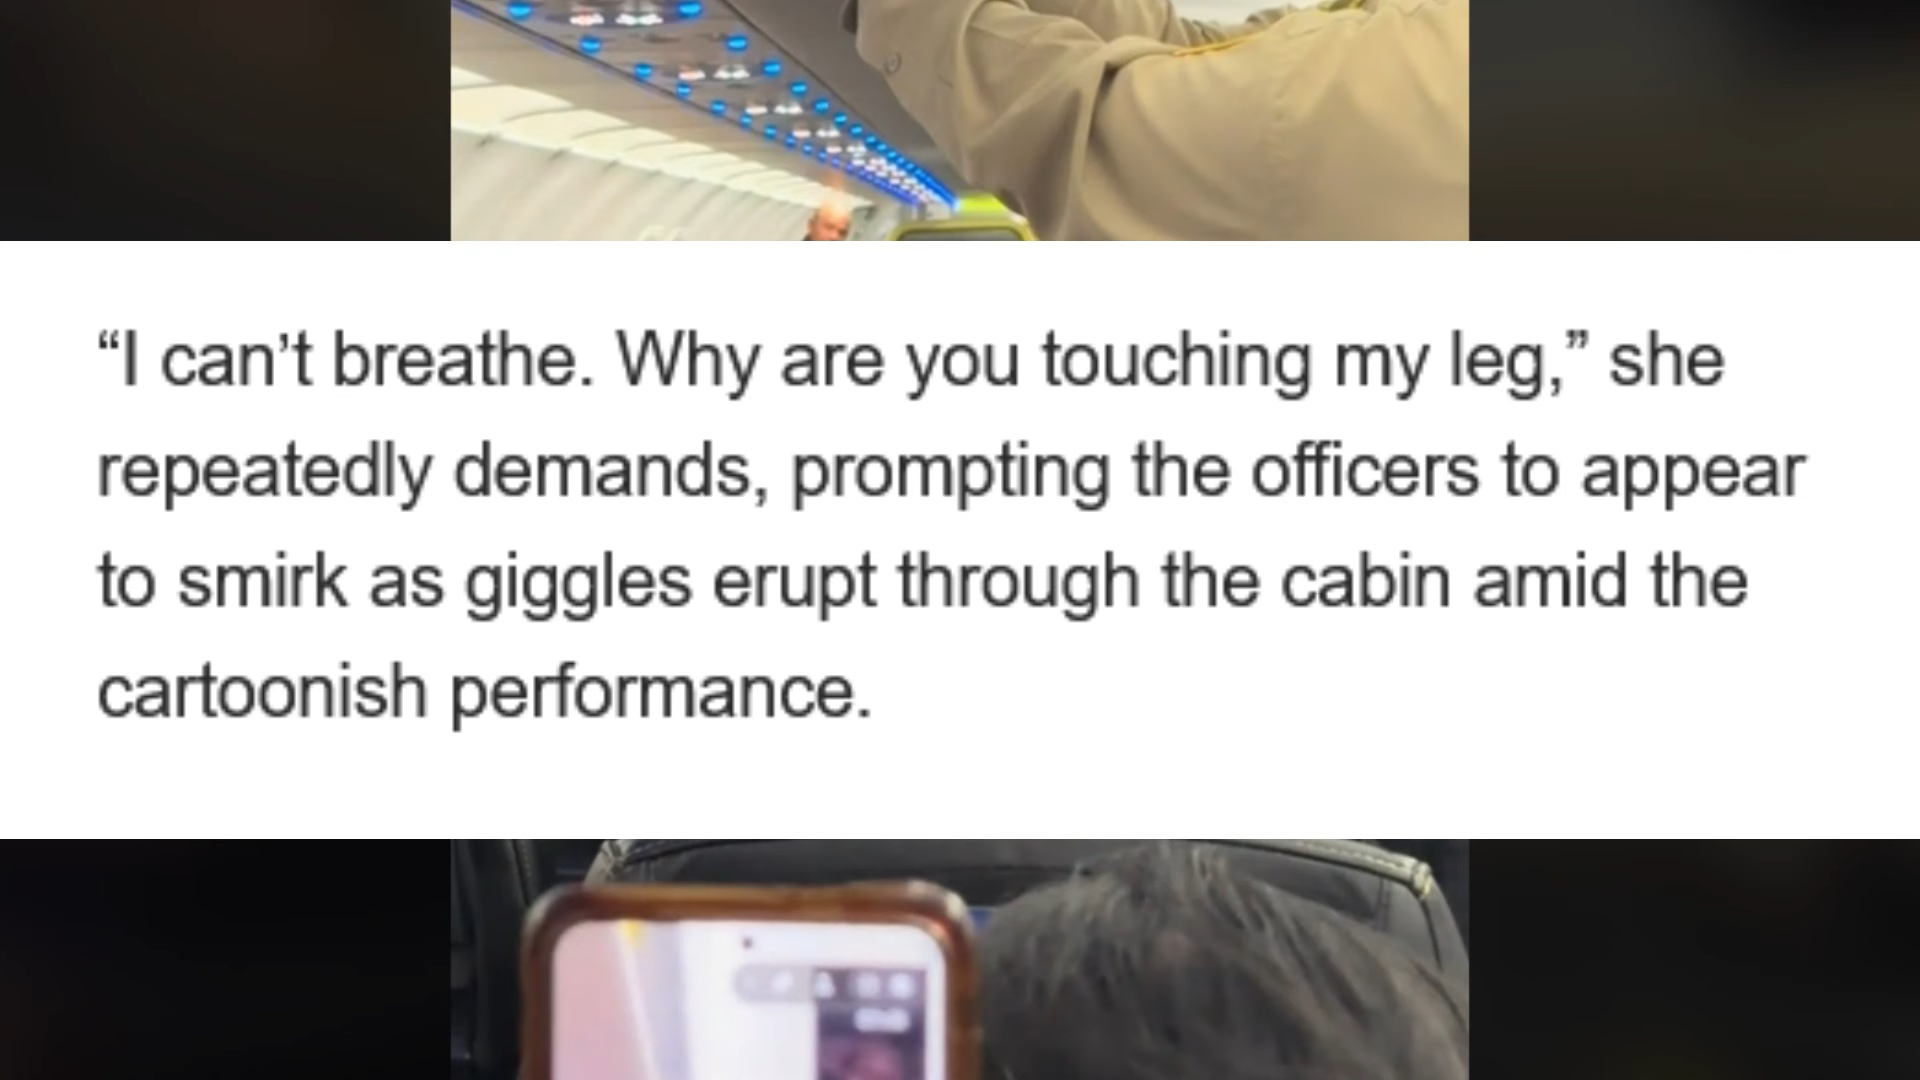 “I can’t breathe. Why are you touching my leg,” she
repeatedly demands, prompting the officers to appear
to smirk as giggles erupt through the cabin amid the
cartoonish performance.